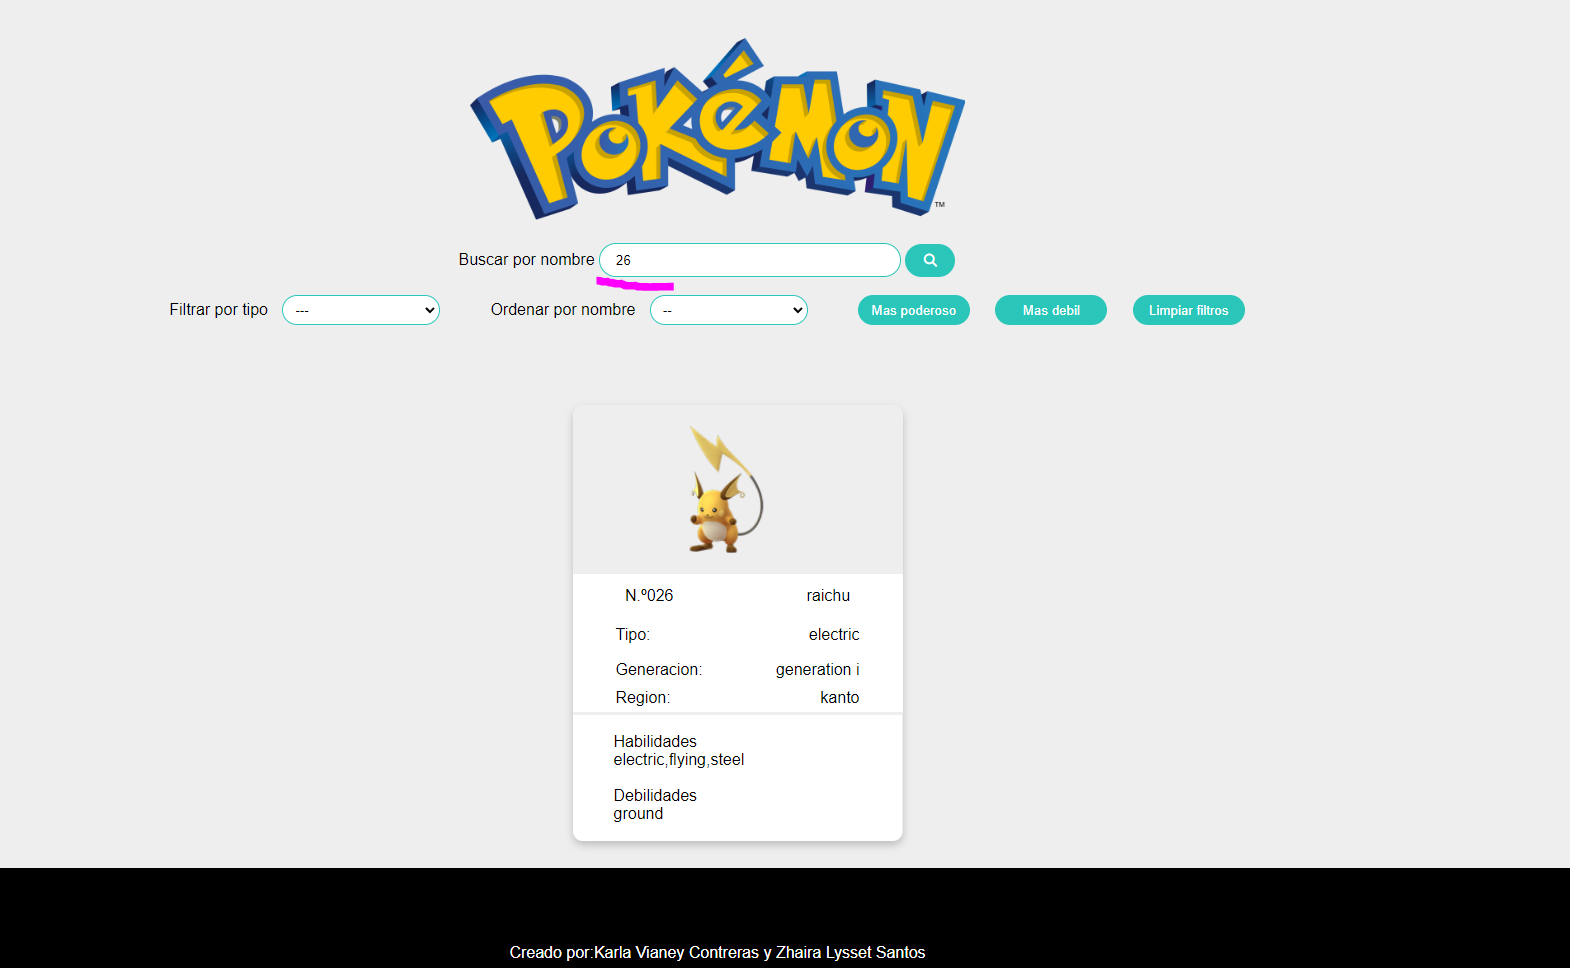 POKéMON
TM
Buscar por nombre 26
Filtrar por tipo --- Ordenar por nombre -- Mas poderoso Mas debil Limpiar filtros
N.º026 raichu
Tipo: electric
Generacion: generation i
Region: kanto
Habilidades
electric,flying,steel
Debilidades
ground
Creado por:Karla Vianey Contreras y Zhaira Lysset Santos